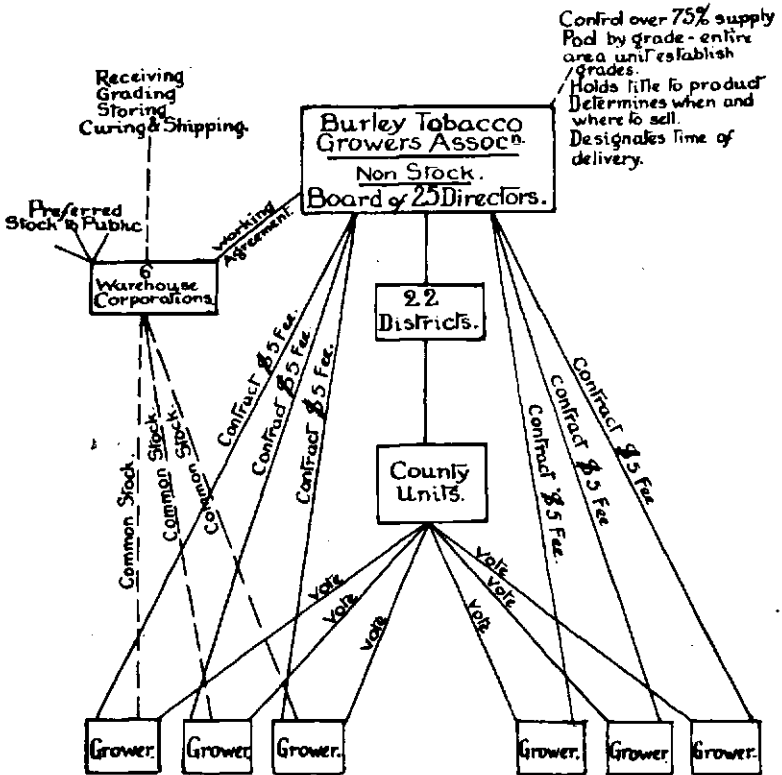 Control over 75% supply
Pool by grade - entire
area unit establish
grades.
Holds title to product
Determines when and
where to sell.
Designates time of
delivery.
Receiving
Grading
Storing
Curing & Shipping.
Burley Tobacco
Growers Assocn.
Non Stock.
Board of 25 Directors.
Preferred
Stock to Public
Working
Agreement.
6
Warehouse
Corporations
22
Districts.
Contract $5 Fee.
Contract $5 Fee
Contract $5 Fee.
Contract $5 Fee.
Contract $5 Fee
Contract $5 Fee
Common Stock
Common Stock.
Common Stock.
County
Units.
Vote
Vote
Vote
Vote
Vote
Vote
Grower.
Grower.
Grower.
Grower.
Grower.
Grower.